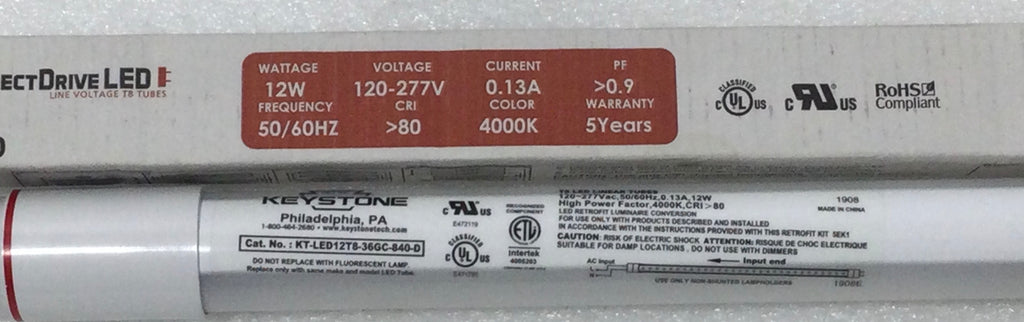 ECTDRIVE LED
LINE VOLTAGE T8 TUBES
WATTAGE VOLTAGE CURRENT PF
12W 120-277V 0.13A >0.9
FREQUENCY CRI COLOR WARRANTY
50/60HZ >80 4000K 5Years
CLASSIFIED
C UL US
C RU US
RoHS
Compliant
KEYSTONE
Philadelphia, PA
1-800-464-2680 • www.keystonetech.com
Cat. No.: KT-LED12T8-36GC-840-D
DO NOT REPLACE WITH FLUORESCENT LAMP
Replace only with same make and model LED Tube.
C RU US
E472119
CLASSIFIED
C UL US
RECOGNIZED
COMPONENT
ETL
Intertek
4005203
T8 LED LINEAR TUBES
120~277Vac,50/60Hz,0.13A,12W
High Power Factor,4000K,CRI>80
LED RETROFIT LUMINAIRE CONVERSION
FOR USE ONLY WITH PRODUCTS DESCRIBED AND INSTALLED
IN ACCORDANCE WITH THE INSTRUCTIONS PROVIDED WITH THIS RETROFIT KIT 5EK1
CAUTION: RISK OF ELECTRIC SHOCK ATTENTION: RISQUE DE CHOC ELECTRIQUE
SUITABLE FOR DAMP LOCATIONS . DO NOT USE WITH DIMMERS
1908
MADE IN CHINA
AC Input
L
N
Input end
USE ONLY NON-SHUNTED LAMPHOLDERS